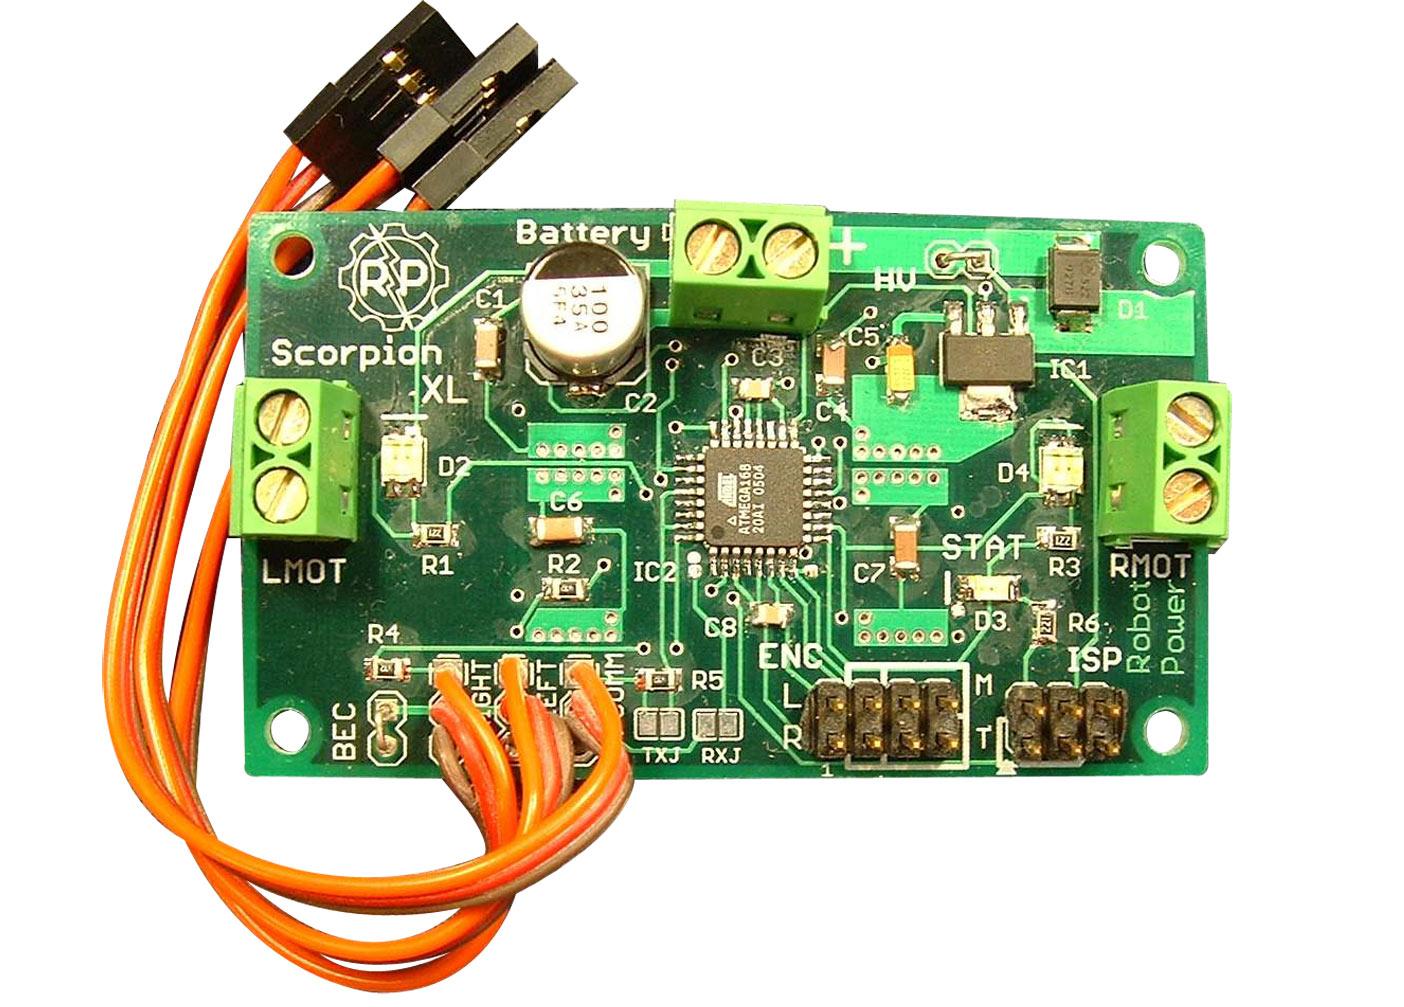 Battery
+
RP
C1
100
35A
HV
D1
Scorpion
XL
C3
C5
IC1
C2
C4
D2
D4
ATMEL
ATMEGA168
20AI 0504
C6
R1
STAT
LMOT
R2
IC2
C7
122
R3
RMOT
C8
D3
R6
R4
ENC
ISP
Robot
Power
R5
L
M
BEC
R
T
TXJ
RXJ
1